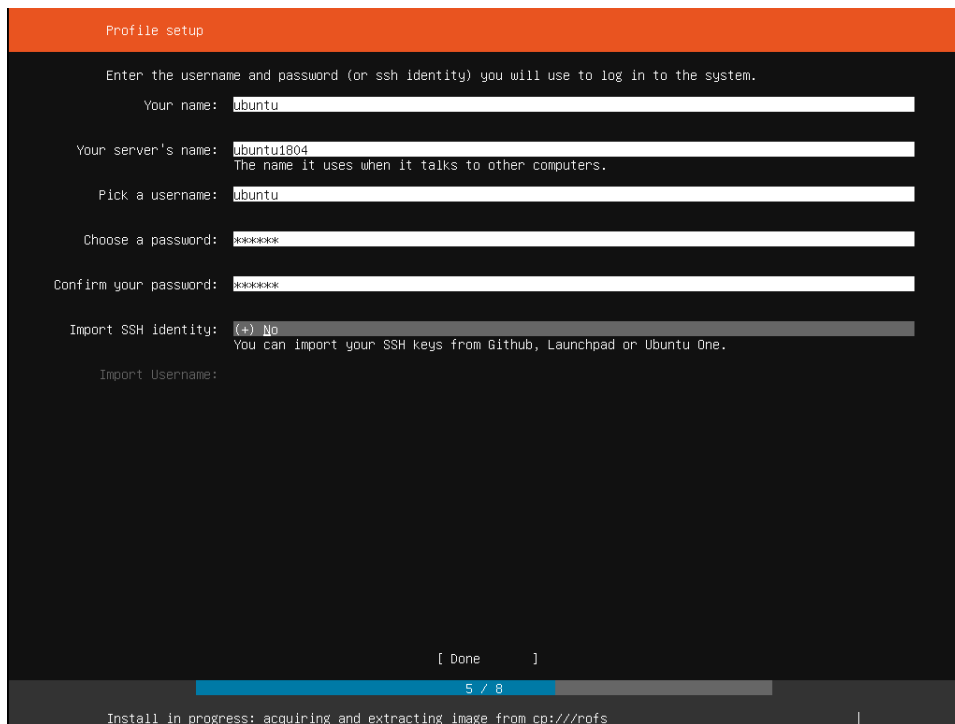 Profile setup
Enter the username and password (or ssh identity) you will use to log in to the system.
Your name: ubuntu
Your server's name: ubuntu1804
The name it uses when it talks to other computers.
Pick a username: ubuntu
Choose a password: ******
Confirm your password: ******
Import SSH identity: (+) No
You can import your SSH keys from Github, Launchpad or Ubuntu One.
Import Username:
[ Done ]
5 / 8
Install in progress: acquiring and extracting image from cp:///rofs |